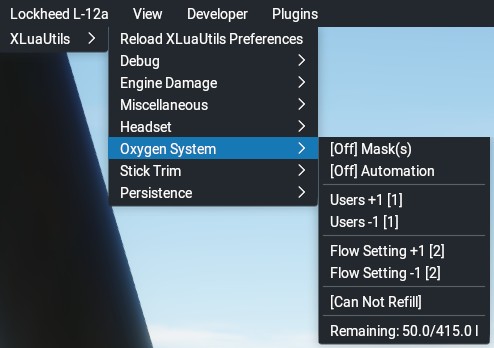 Lockheed L-12a View Developer Plugins
XLuaUtils
Reload XLuaUtils Preferences
Debug
Engine Damage
Miscellaneous
Headset
Oxygen System
Stick Trim
Persistence
[Off] Mask(s)
[Off] Automation
Users +1 [1]
Users -1 [1]
Flow Setting +1 [2]
Flow Setting -1 [2]
[Can Not Refill]
Remaining: 50.0/415.0 l